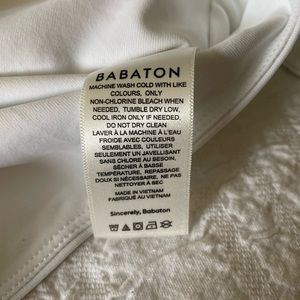 BABATON
MACHINE WASH COLD WITH LIKE
COLOURS, ONLY
NON-CHLORINE BLEACH WHEN
NEEDED, TUMBLE DRY LOW,
COOL IRON ONLY IF NEEDED,
DO NOT DRY CLEAN
LAVER À LA MACHINE À L'EAU
FROIDE AVEC COULEURS
SEMBLABLES, UTILISER
SEULEMENT UN JAVELLISANT
SANS CHLORE AU BESOIN,
SÉCHER À BASSE
TEMPÉRATURE, REPASSAGE
DOUX SI NÉCESSAIRE, NE PAS
NETTOYER À SEC
MADE IN VIETNAM
FABRIQUÉ AU VIETNAM
Sincerely, Babaton